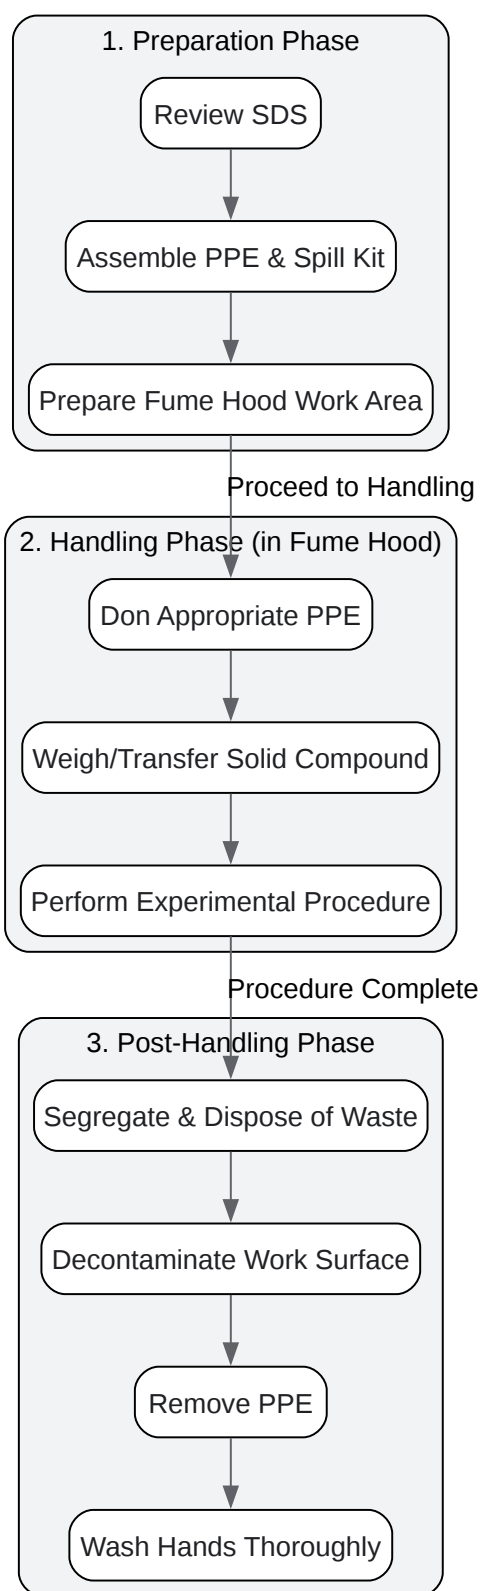 1. Preparation Phase
Review SDS
Assemble PPE & Spill Kit
Prepare Fume Hood Work Area
Proceed to Handling
2. Handling Phase (in Fume Hood)
Don Appropriate PPE
Weigh/Transfer Solid Compound
Perform Experimental Procedure
Procedure Complete
3. Post-Handling Phase
Segregate & Dispose of Waste
Decontaminate Work Surface
Remove PPE
Wash Hands Thoroughly